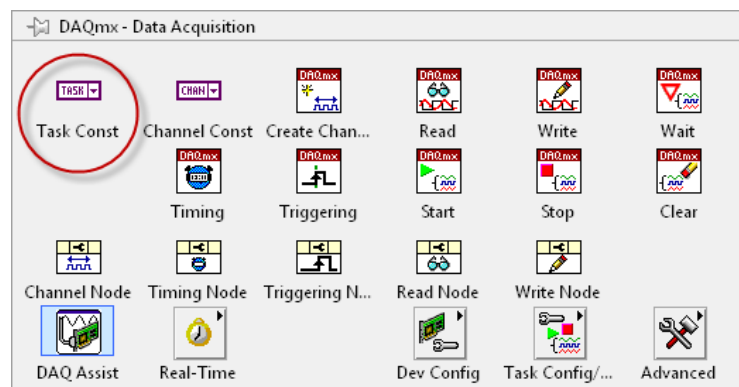 DAQmx - Data Acquisition
TASK CHAN DAQmx DAQmx DAQmx DAQmx
Task Const Channel Const Create Chan... Read Write Wait
DAQmx DAQmx DAQmx DAQmx DAQmx
Timing Triggering Start Stop Clear
Channel Node Timing Node Triggering N... Read Node Write Node
DAQ Assist Real-Time Dev Config Task Config/... Advanced